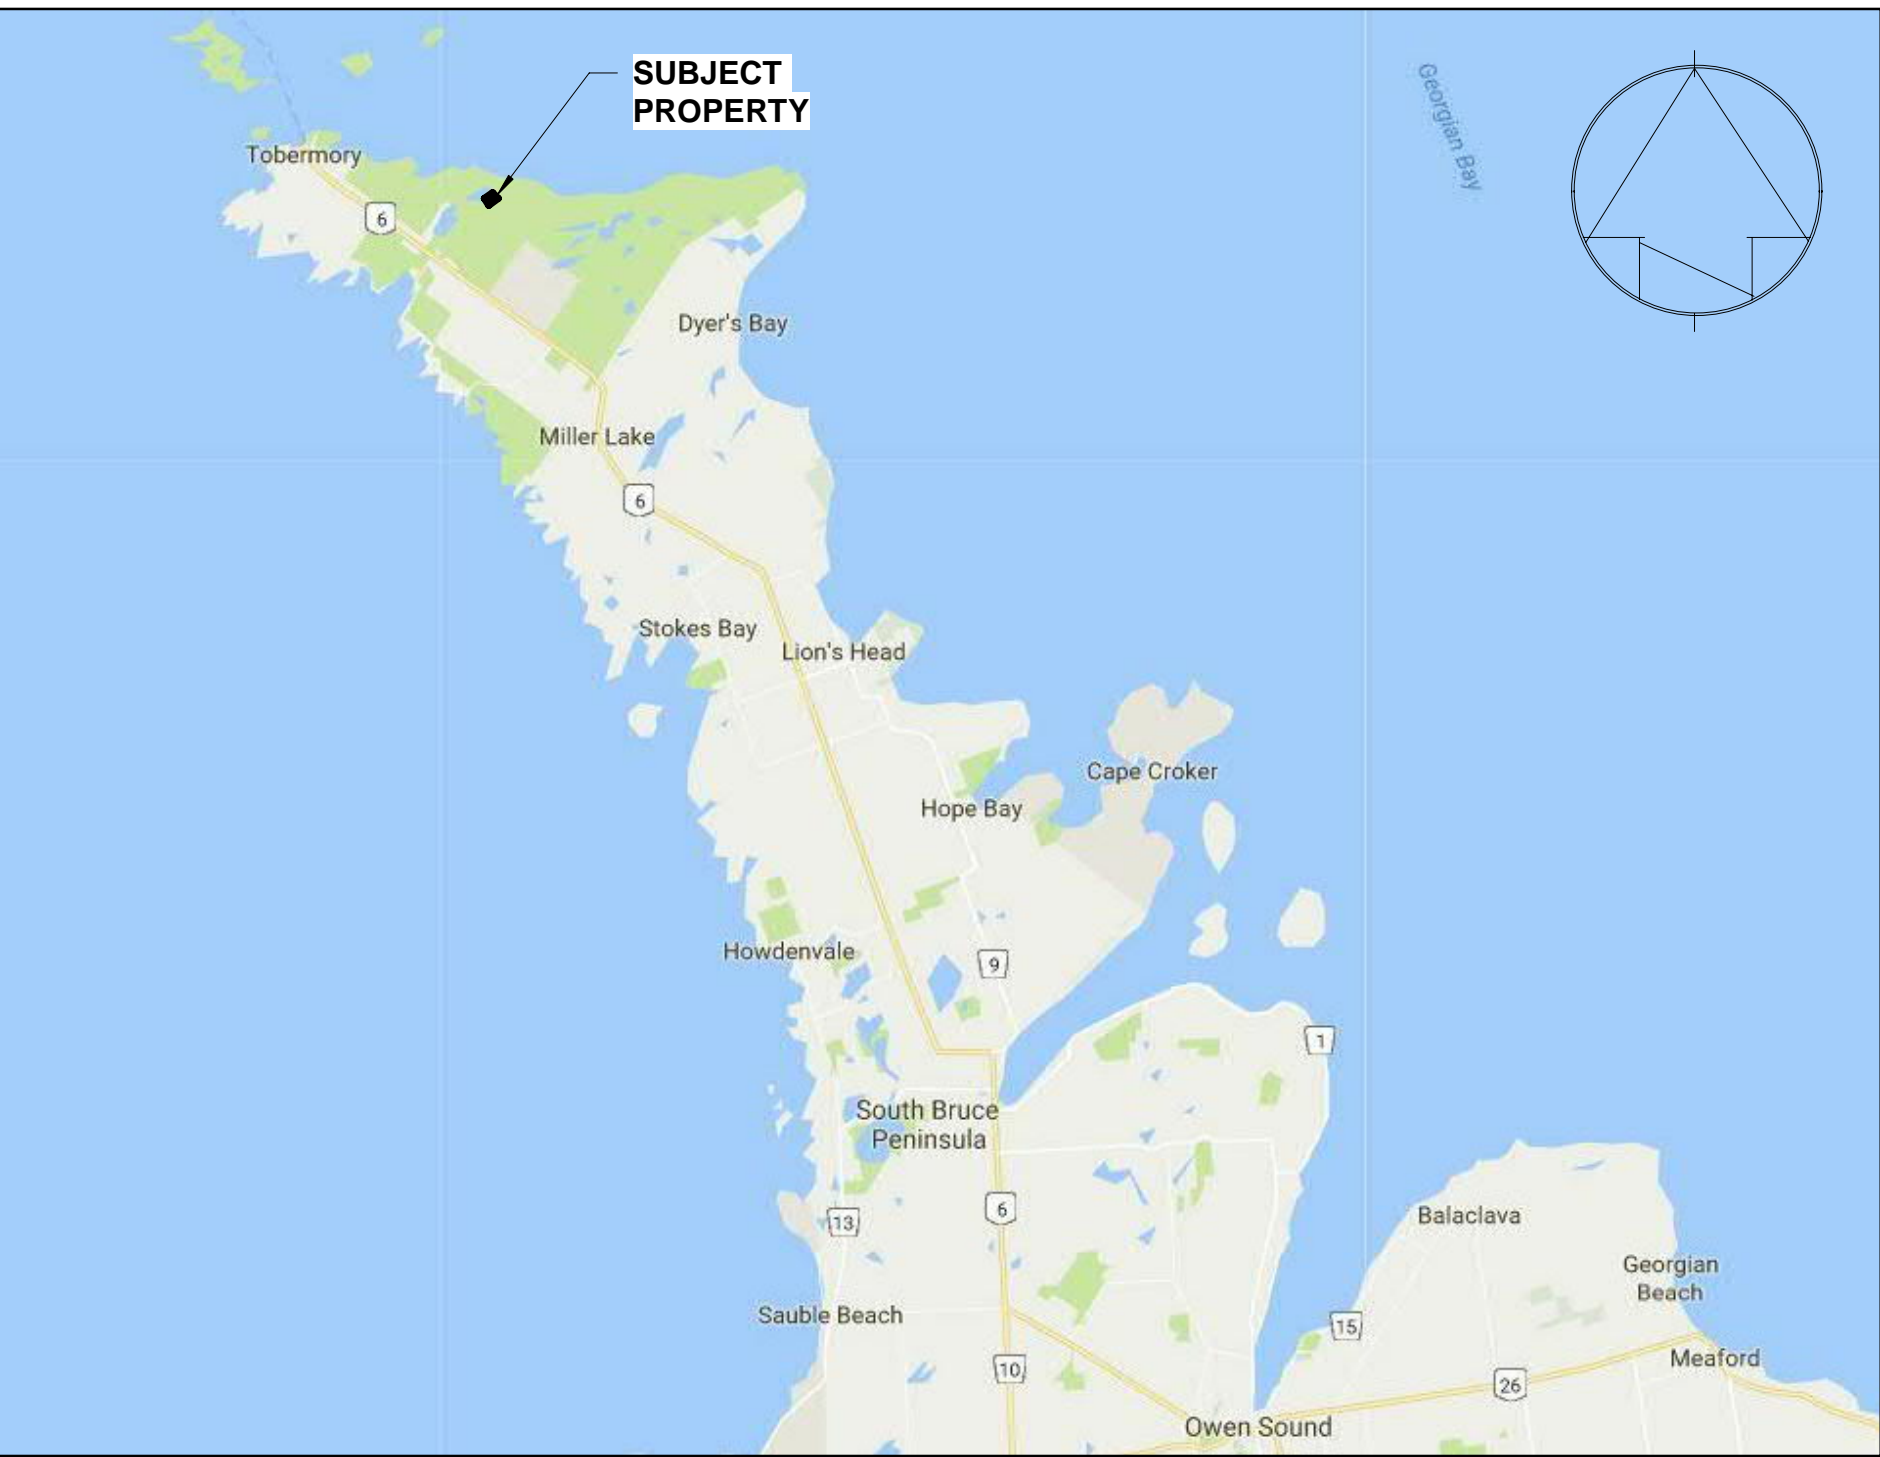 SUBJECT
PROPERTY
Georgian Bay
Tobermory
6
Dyer's Bay
Miller Lake
6
Stokes Bay
Lion's Head
Cape Croker
Hope Bay
Howdenvale
9
1
South Bruce
Peninsula
6
13
Balaclava
Georgian
Beach
Sauble Beach
15
Meaford
10
26
Owen Sound